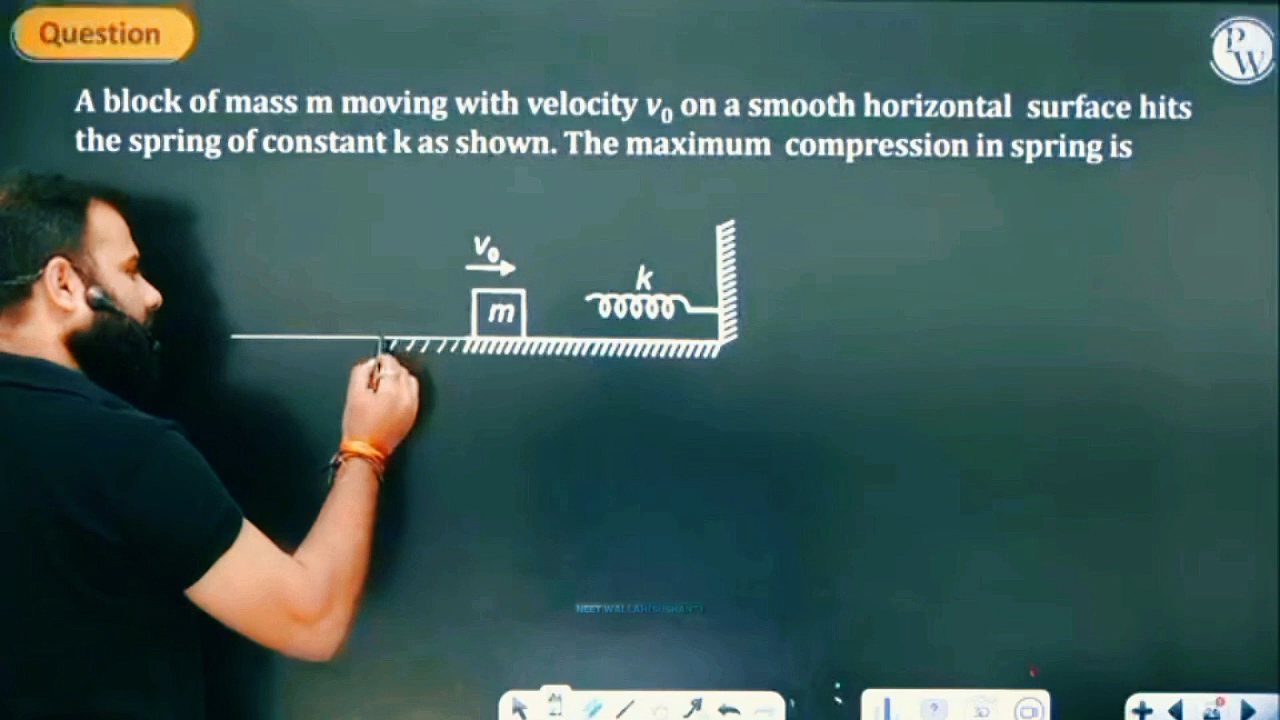 Question
PW
A block of mass m moving with velocity v₀ on a smooth horizontal surface hits
the spring of constant k as shown. The maximum compression in spring is
v₀
k
m